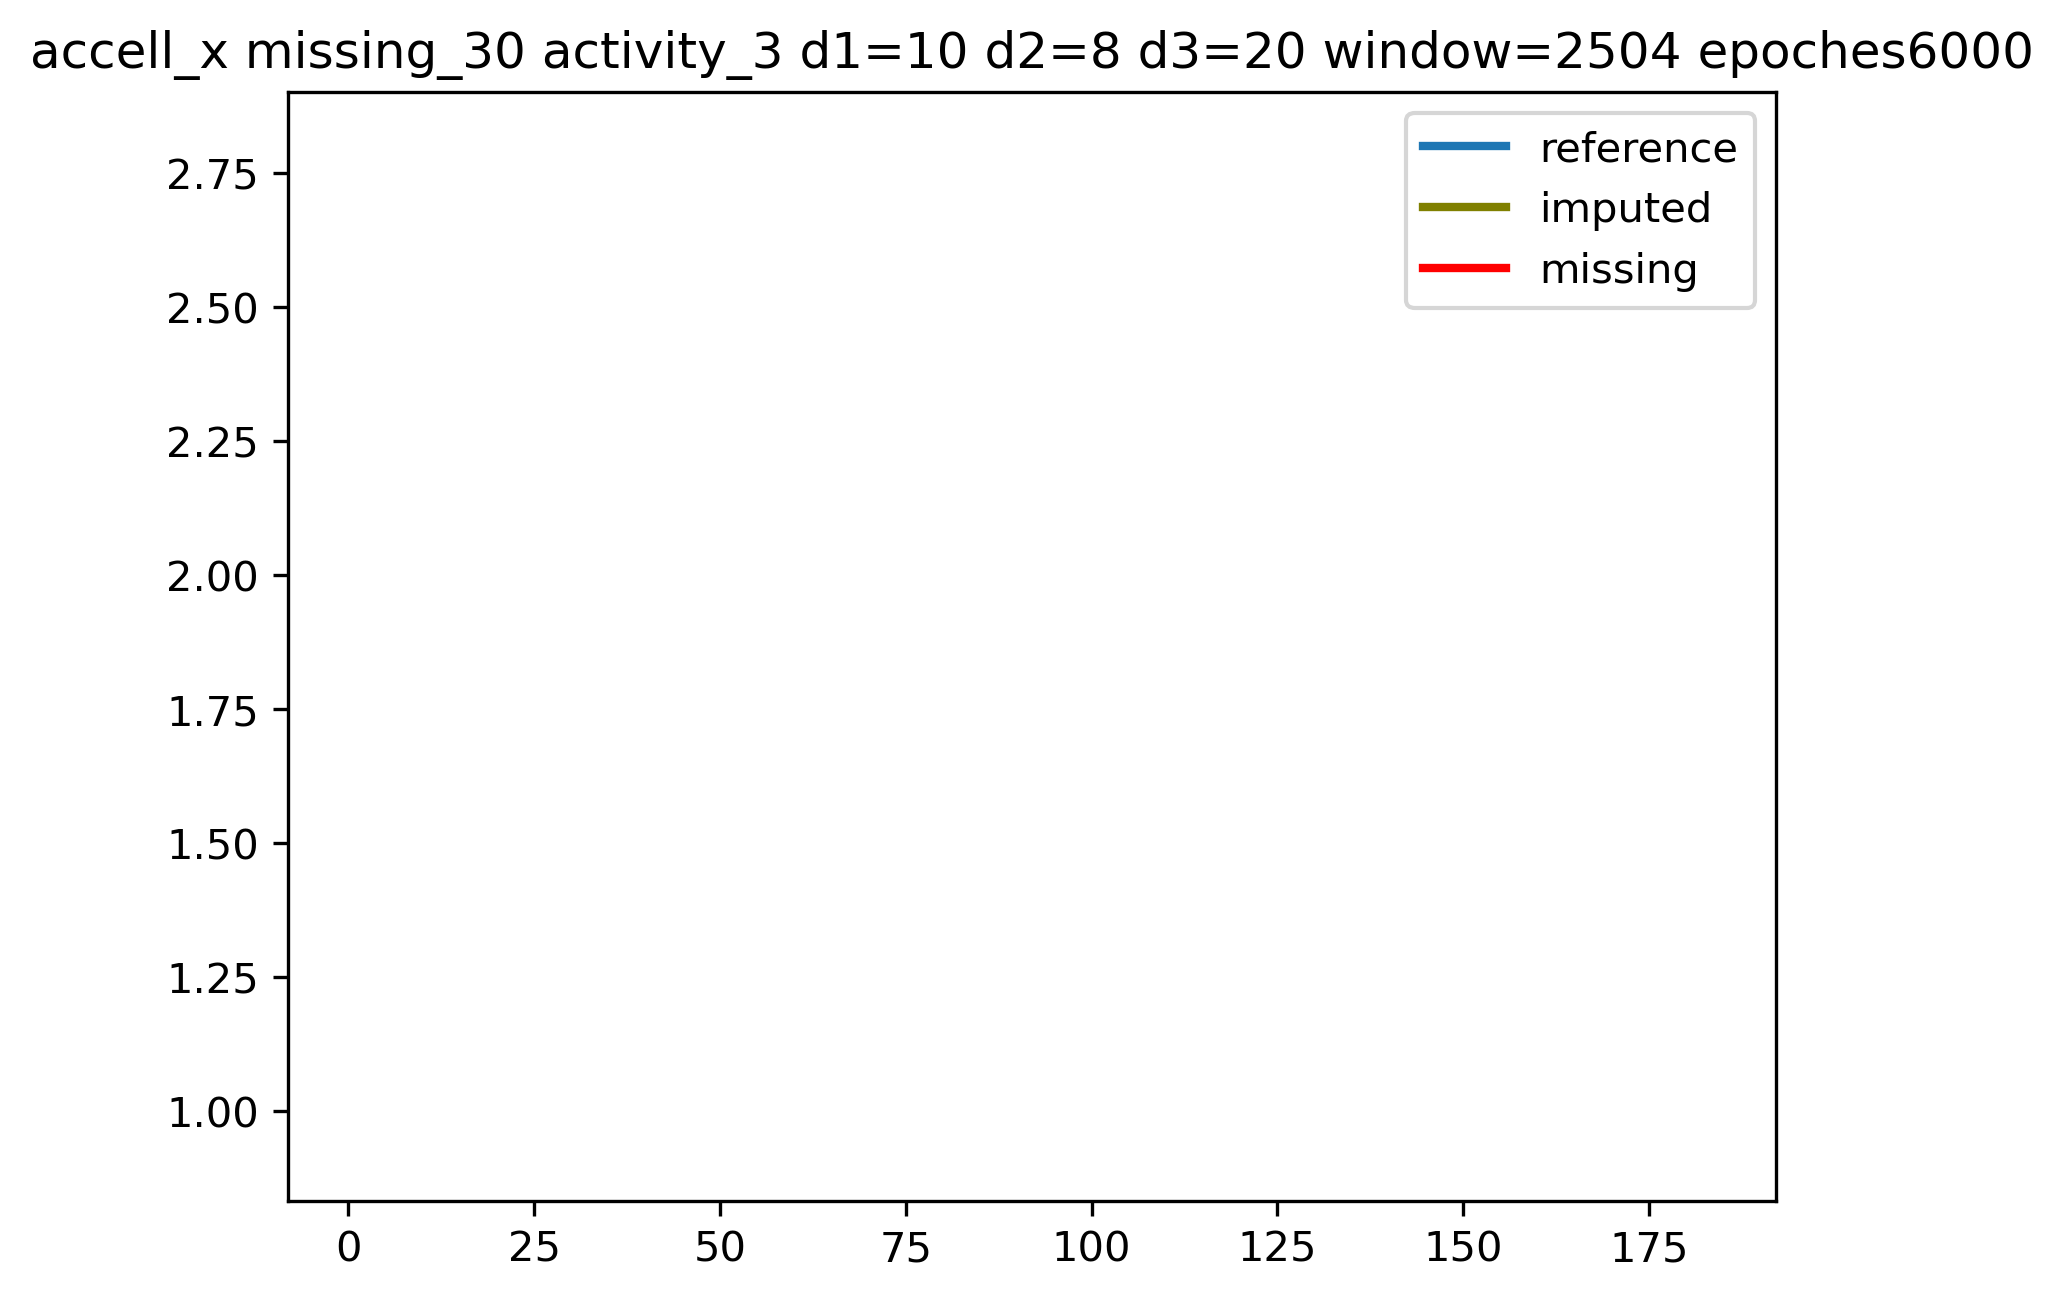 accell_x missing_30 activity_3 d1=10 d2=8 d3=20 window=2504 epoches6000
reference
imputed
missing
2.75
2.50
2.25
2.00
1.75
1.50
1.25
1.00
0 25 50 75 100 125 150 175